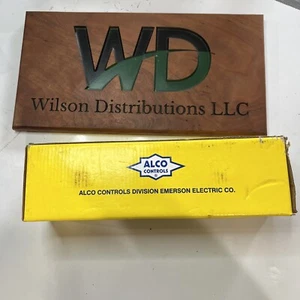 WD
Wilson Distributions LLC
ALCO
CONTROLS
ALCO CONTROLS DIVISION EMERSON ELECTRIC CO.